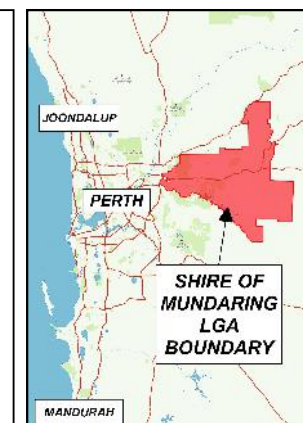 JOONDALUP
PERTH
SHIRE OF
MUNDARING
LGA
BOUNDARY
MANDURAH